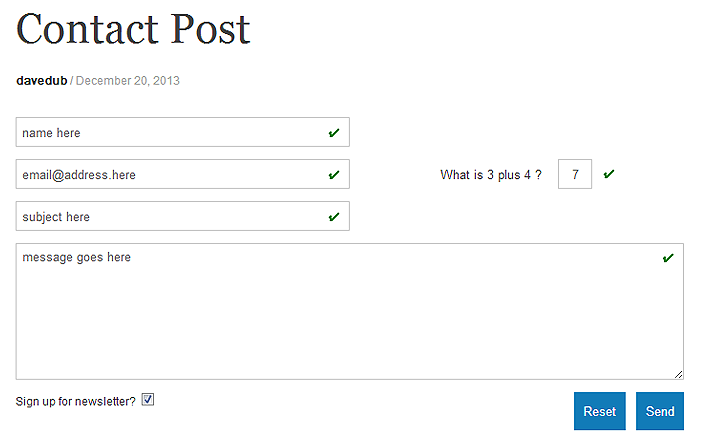 Contact Post
davedub / December 20, 2013
name here
email@address.here
What is 3 plus 4 ? 7
subject here
message goes here
Sign up for newsletter?
Reset Send